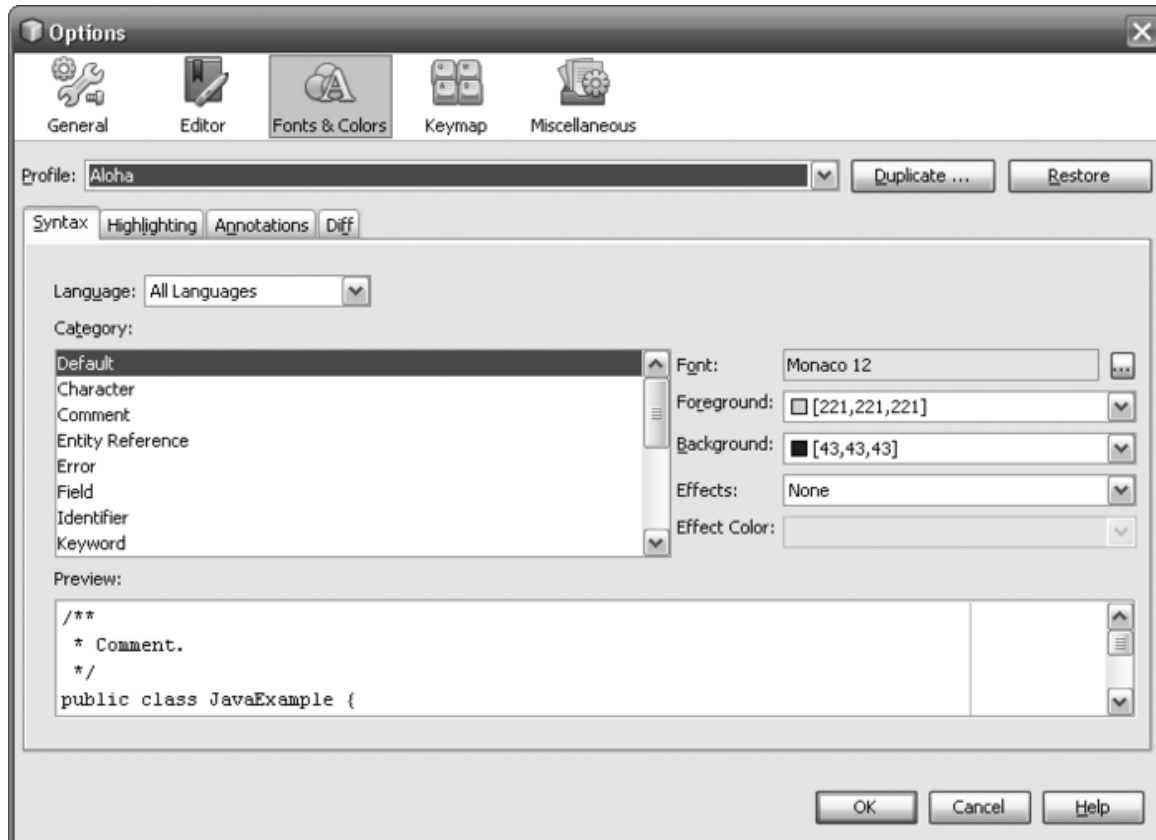 Options
General Editor Fonts & Colors Keymap Miscellaneous
Profile: Aloha Duplicate ... Restore
Syntax Highlighting Annotations Diff
Language: All Languages
Category:
Default
Character
Comment
Entity Reference
Error
Field
Identifier
Keyword
Font: Monaco 12 ...
Foreground: [221,221,221]
Background: [43,43,43]
Effects: None
Effect Color:
Preview:
/**
 * Comment.
 */
public class JavaExample {
OK Cancel Help